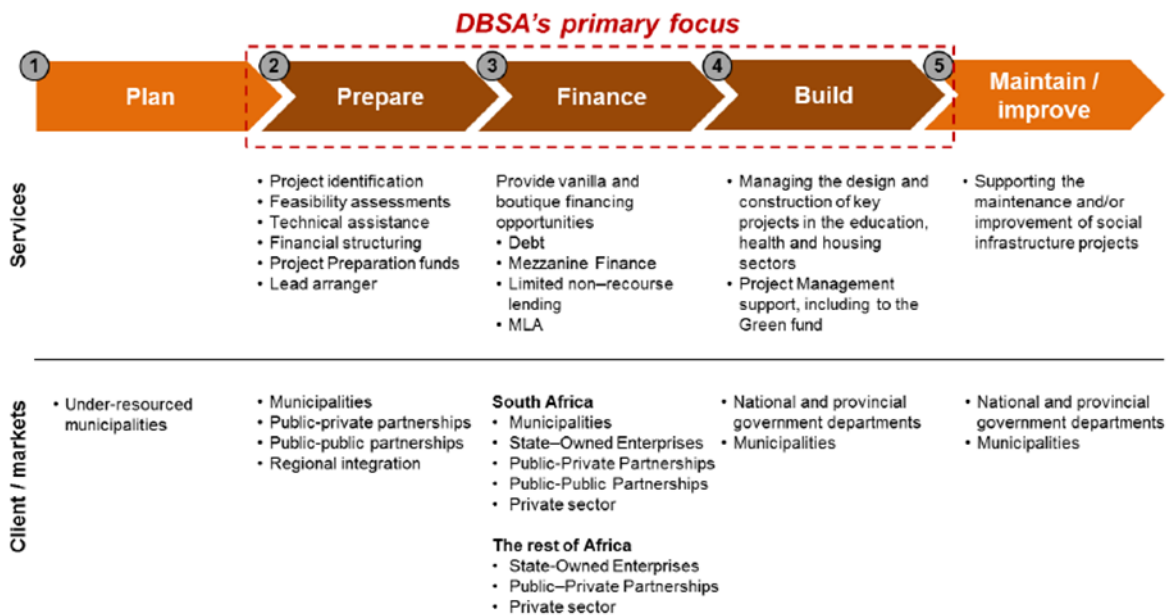 DBSA's primary focus
1
Plan
2
Prepare
3
Finance
4
Build
5
Maintain /
improve
Services
• Project identification
• Feasibility assessments
• Technical assistance
• Financial structuring
• Project Preparation funds
• Lead arranger
Provide vanilla and
boutique financing
opportunities
• Debt
• Mezzanine Finance
• Limited non–recourse
lending
• MLA
• Managing the design and
construction of key
projects in the education,
health and housing
sectors
• Project Management
support, including to the
Green fund
• Supporting the
maintenance and/or
improvement of social
infrastructure projects
Client / markets
• Under-resourced
municipalities
• Municipalities
• Public-private partnerships
• Public-public partnerships
• Regional integration
South Africa
• Municipalities
• State–Owned Enterprises
• Public-Private Partnerships
• Public-Public Partnerships
• Private sector
The rest of Africa
• State-Owned Enterprises
• Public–Private Partnerships
• Private sector
• National and provincial
government departments
• Municipalities
• National and provincial
government departments
• Municipalities